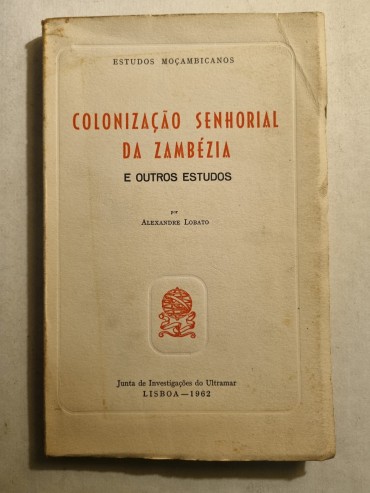 ESTUDOS MOÇAMBICANOS
COLONIZAÇÃO SENHORIAL
DA ZAMBÉZIA
E OUTROS ESTUDOS
por
ALEXANDRE LOBATO
Junta de Investigações do Ultramar
LISBOA—1962